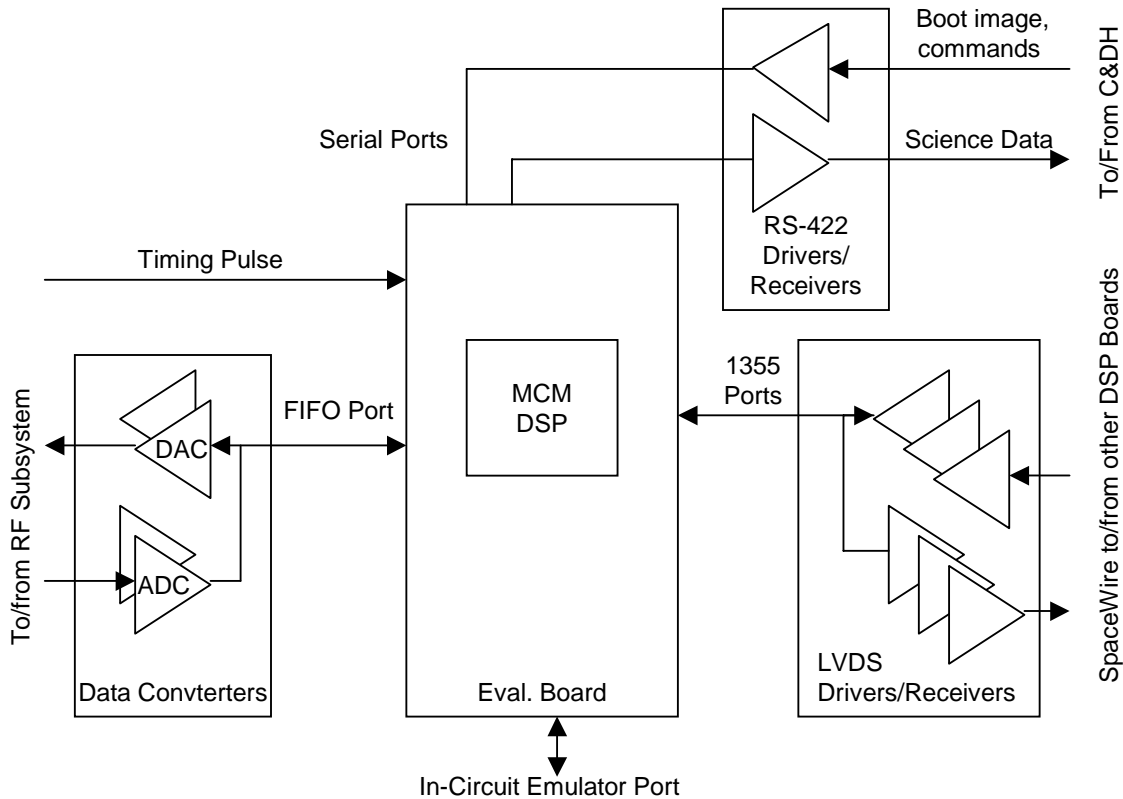 Boot image,
commands
To/From C&DH
Serial Ports
Science Data
RS-422
Drivers/
Receivers
Timing Pulse
SpaceWire to/from other DSP Boards
1355
Ports
MCM
DSP
FIFO Port
DAC
To/from RF Subsystem
ADC
LVDS
Drivers/Receivers
Data Convterters
Eval. Board
In-Circuit Emulator Port